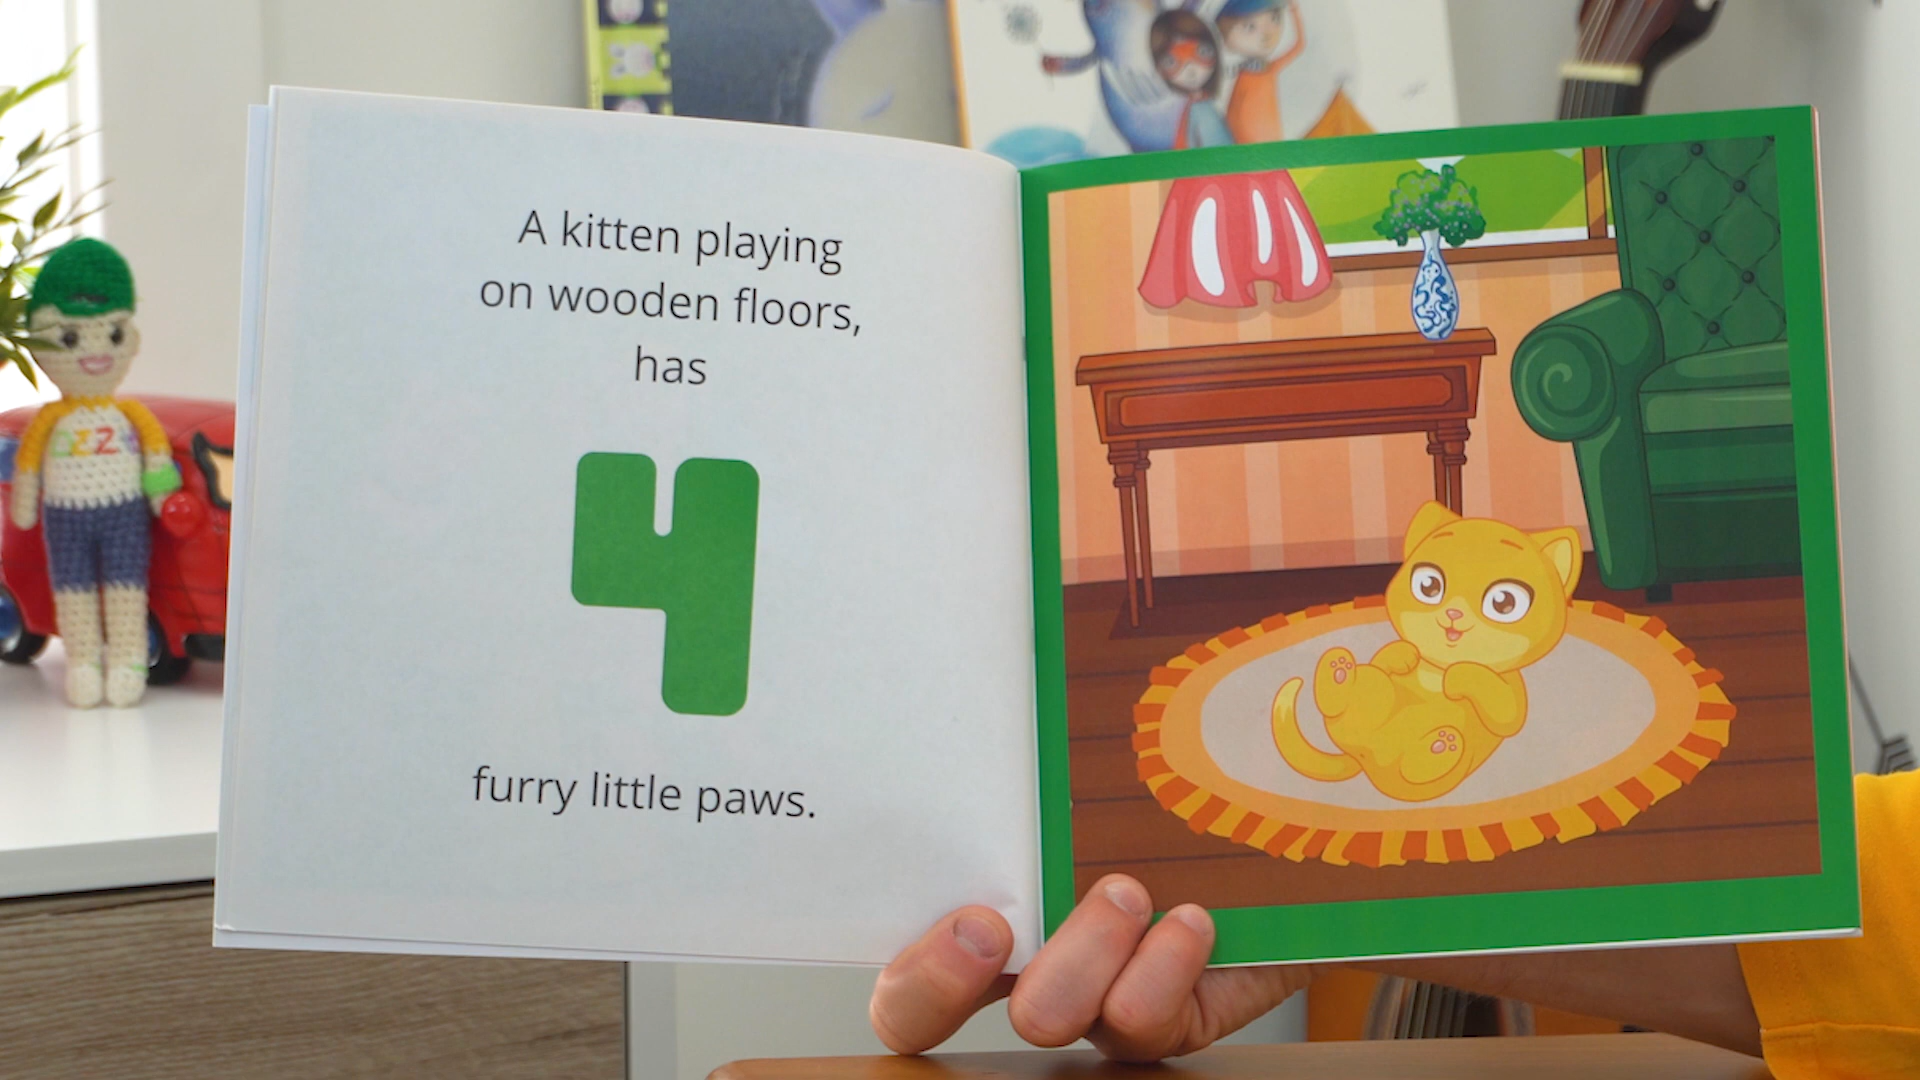 A kitten playing
on wooden floors,
has
4
furry little paws.